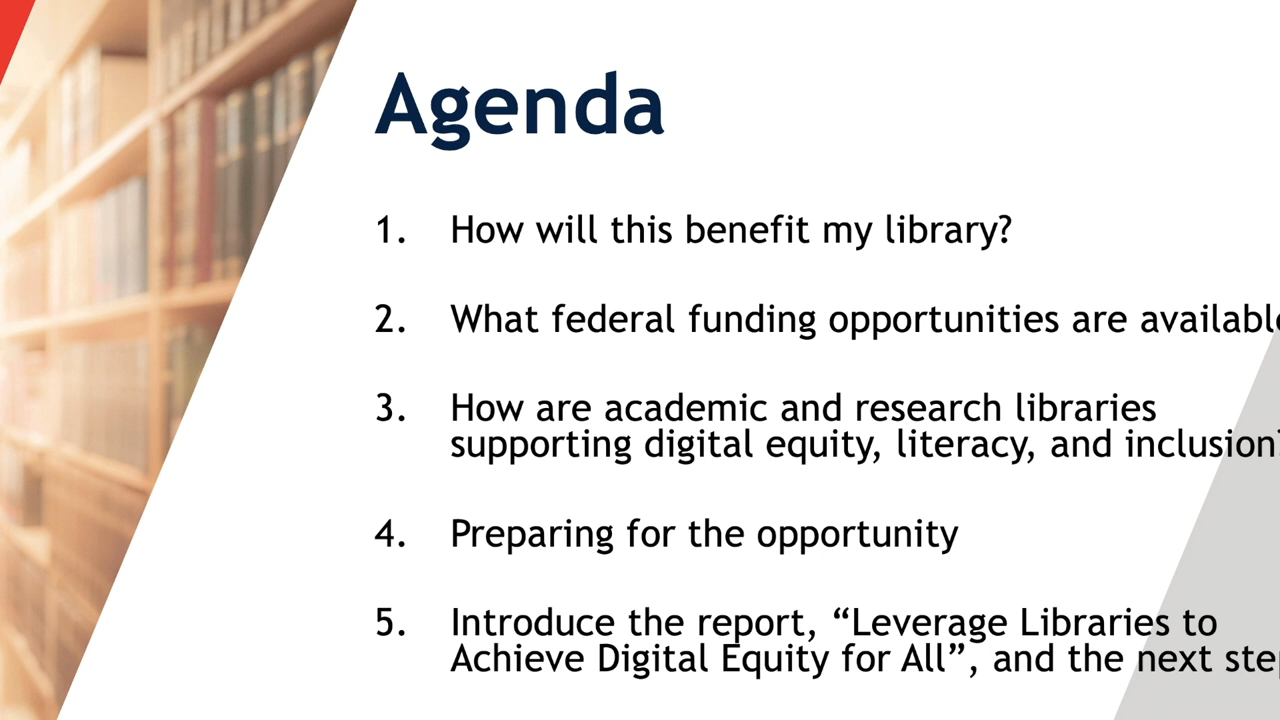 Agenda
1. How will this benefit my library?
2. What federal funding opportunities are
3. How are academic and research libraries
supporting digital equity, literacy, and inclusion?
4. Preparing for the opportunity
5. Introduce the report, “Leverage Libraries to
Achieve Digital Equity for All”, and the next